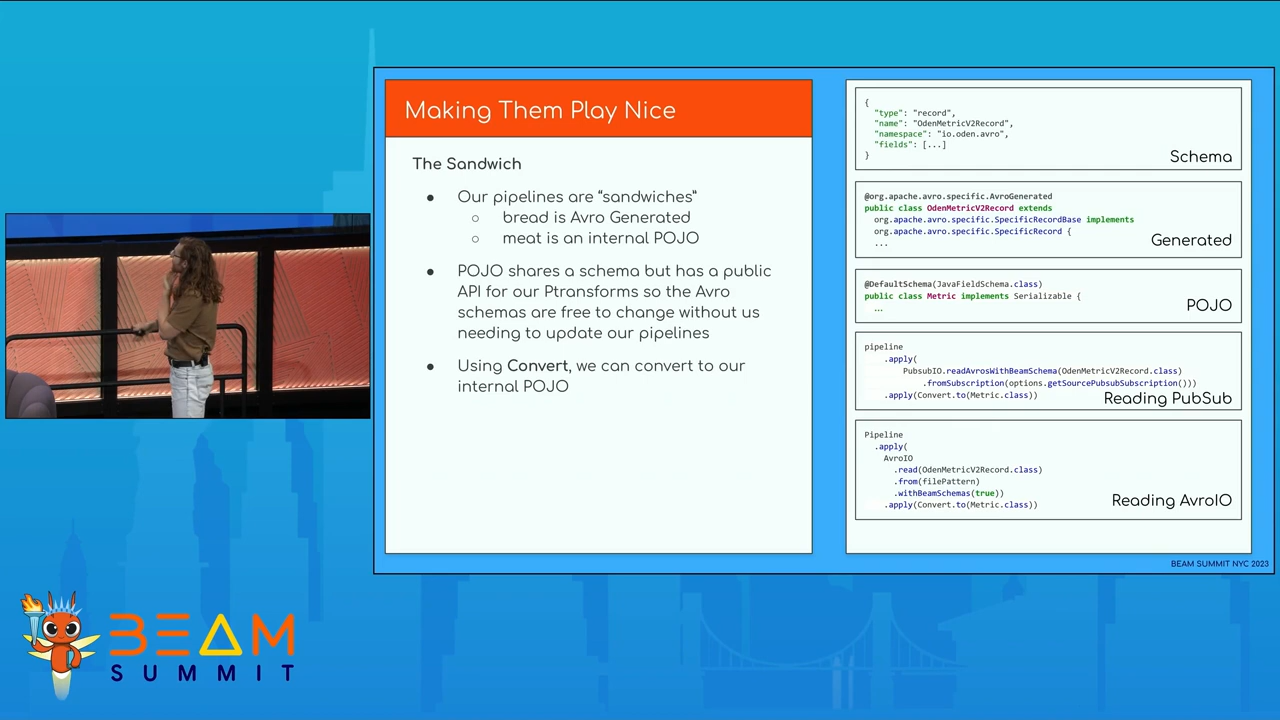 Making Them Play Nice
The Sandwich
● Our pipelines are “sandwiches”
○ bread is Avro Generated
○ meat is an internal POJO
● POJO shares a schema but has a public
API for our Ptransforms so the Avro
schemas are free to change without us
needing to update our pipelines
● Using Convert, we can convert to our
internal POJO
{
"type": "record",
"name": "OdenMetricV2Record",
"namespace": "io.oden.avro",
"fields": [...]
}
Schema
@org.apache.avro.specific.AvroGenerated
public class OdenMetricV2Record extends
org.apache.avro.specific.SpecificRecordBase implements
org.apache.avro.specific.SpecificRecord {
...
Generated
@DefaultSchema(JavaFieldSchema.class)
public class Metric implements Serializable {
...
POJO
pipeline
.apply(
PubsubIO.readAvrosWithBeamSchema(OdenMetricV2Record.class)
.fromSubscription(options.getSourcePubsubSubscription()))
.apply(Convert.to(Metric.class))
Reading PubSub
Pipeline
.apply(
AvroIO
.read(OdenMetricV2Record.class)
.from(filePattern)
.withBeamSchemas(true))
.apply(Convert.to(Metric.class))
Reading AvroIO
BEAM SUMMIT NYC 2023
BEAM
SUMMIT